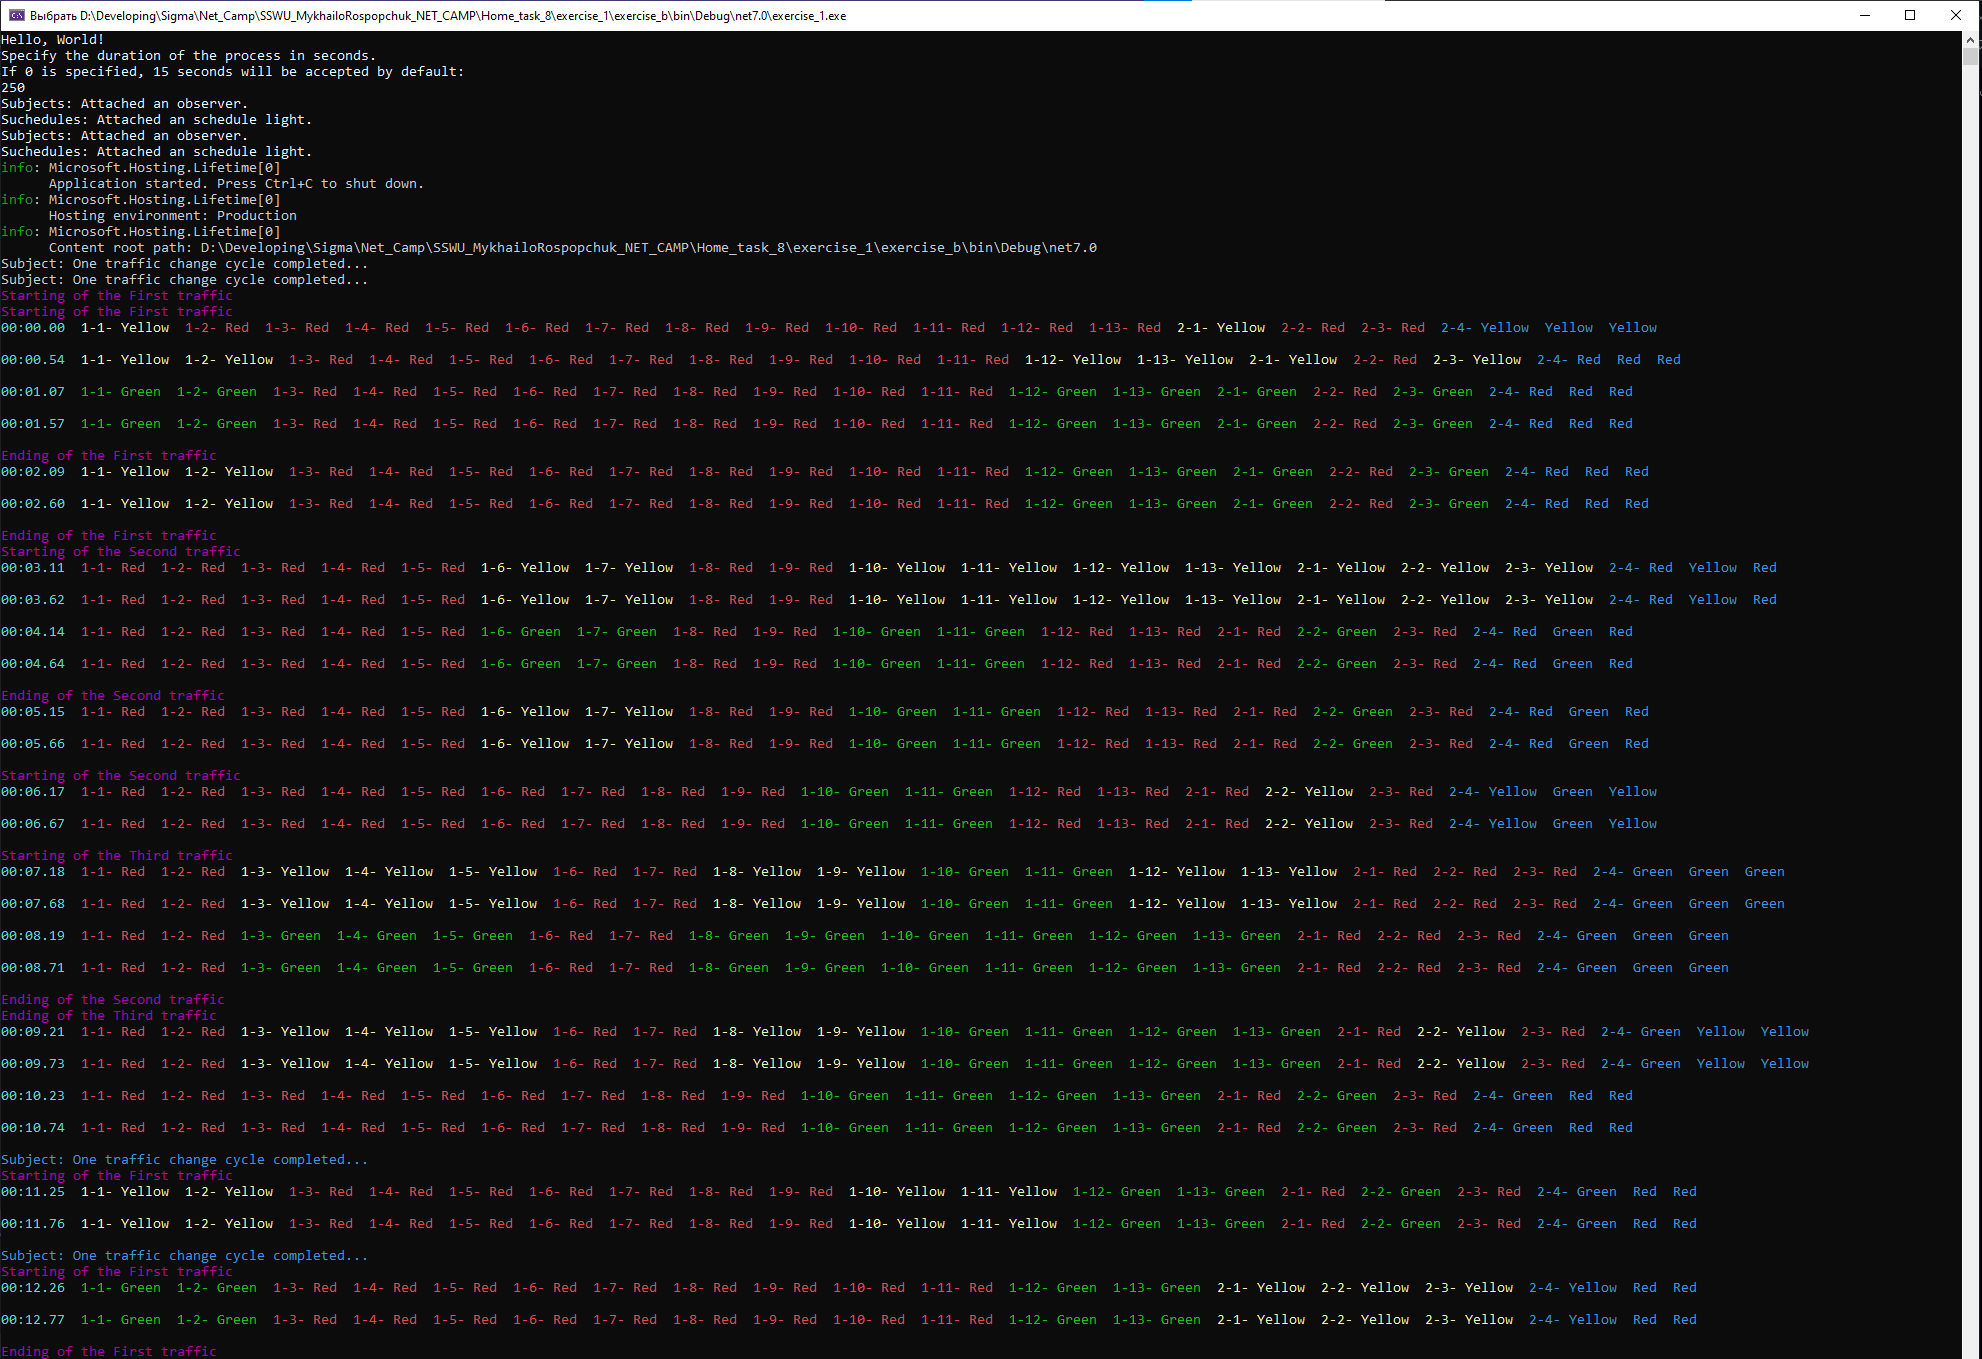 Выбрать D:\Developing\Sigma\Net_Camp\SSWU_MykhailoRospopchuk_NET_CAMP\Home_task_8\exercise_1\exercise_b\bin\Debug\net7.0\exercise_1.exe
Hello, World!
Specify the duration of the process in seconds.
If 0 is specified, 15 seconds will be accepted by default:
250
Subjects: Attached an observer.
Suchedules: Attached an schedule light.
Subjects: Attached an observer.
Suchedules: Attached an schedule light.
info: Microsoft.Hosting.Lifetime[0]
Application started. Press Ctrl+C to shut down.
info: Microsoft.Hosting.Lifetime[0]
Hosting environment: Production
info: Microsoft.Hosting.Lifetime[0]
Content root path: D:\Developing\Sigma\Net_Camp\SSWU_MykhailoRospopchuk_NET_CAMP\Home_task_8\exercise_1\exercise_b\bin\Debug\net7.0
Subject: One traffic change cycle completed...
Subject: One traffic change cycle completed...
Starting of the First traffic
Starting of the First traffic
00:00.00 1-1- Yellow 1-2- Red 1-3- Red 1-4- Red 1-5- Red 1-6- Red 1-7- Red 1-8- Red 1-9- Red 1-10- Red 1-11- Red 1-12- Red 1-13- Red 2-1- Yellow 2-2- Red 2-3- Red 2-4- Yellow Yellow Yellow
00:00.54 1-1- Yellow 1-2- Yellow 1-3- Red 1-4- Red 1-5- Red 1-6- Red 1-7- Red 1-8- Red 1-9- Red 1-10- Red 1-11- Red 1-12- Yellow 1-13- Yellow 2-1- Yellow 2-2- Red 2-3- Yellow 2-4- Red Red Red
00:01.07 1-1- Green 1-2- Green 1-3- Red 1-4- Red 1-5- Red 1-6- Red 1-7- Red 1-8- Red 1-9- Red 1-10- Red 1-11- Red 1-12- Green 1-13- Green 2-1- Green 2-2- Red 2-3- Green 2-4- Red Red Red
00:01.57 1-1- Green 1-2- Green 1-3- Red 1-4- Red 1-5- Red 1-6- Red 1-7- Red 1-8- Red 1-9- Red 1-10- Red 1-11- Red 1-12- Green 1-13- Green 2-1- Green 2-2- Red 2-3- Green 2-4- Red Red Red
Ending of the First traffic
00:02.09 1-1- Yellow 1-2- Yellow 1-3- Red 1-4- Red 1-5- Red 1-6- Red 1-7- Red 1-8- Red 1-9- Red 1-10- Red 1-11- Red 1-12- Green 1-13- Green 2-1- Green 2-2- Red 2-3- Green 2-4- Red Red Red
00:02.60 1-1- Yellow 1-2- Yellow 1-3- Red 1-4- Red 1-5- Red 1-6- Red 1-7- Red 1-8- Red 1-9- Red 1-10- Red 1-11- Red 1-12- Green 1-13- Green 2-1- Green 2-2- Red 2-3- Green 2-4- Red Red Red
Ending of the First traffic
Starting of the Second traffic
00:03.11 1-1- Red 1-2- Red 1-3- Red 1-4- Red 1-5- Red 1-6- Yellow 1-7- Yellow 1-8- Red 1-9- Red 1-10- Yellow 1-11- Yellow 1-12- Yellow 1-13- Yellow 2-1- Yellow 2-2- Yellow 2-3- Yellow 2-4- Red Yellow Red
00:03.62 1-1- Red 1-2- Red 1-3- Red 1-4- Red 1-5- Red 1-6- Yellow 1-7- Yellow 1-8- Red 1-9- Red 1-10- Yellow 1-11- Yellow 1-12- Yellow 1-13- Yellow 2-1- Yellow 2-2- Yellow 2-3- Yellow 2-4- Red Yellow Red
00:04.14 1-1- Red 1-2- Red 1-3- Red 1-4- Red 1-5- Red 1-6- Green 1-7- Green 1-8- Red 1-9- Red 1-10- Green 1-11- Green 1-12- Red 1-13- Red 2-1- Red 2-2- Green 2-3- Red 2-4- Red Green Red
00:04.64 1-1- Red 1-2- Red 1-3- Red 1-4- Red 1-5- Red 1-6- Green 1-7- Green 1-8- Red 1-9- Red 1-10- Green 1-11- Green 1-12- Red 1-13- Red 2-1- Red 2-2- Green 2-3- Red 2-4- Red Green Red
Ending of the Second traffic
00:05.15 1-1- Red 1-2- Red 1-3- Red 1-4- Red 1-5- Red 1-6- Yellow 1-7- Yellow 1-8- Red 1-9- Red 1-10- Green 1-11- Green 1-12- Red 1-13- Red 2-1- Red 2-2- Green 2-3- Red 2-4- Red Green Red
00:05.66 1-1- Red 1-2- Red 1-3- Red 1-4- Red 1-5- Red 1-6- Yellow 1-7- Yellow 1-8- Red 1-9- Red 1-10- Green 1-11- Green 1-12- Red 1-13- Red 2-1- Red 2-2- Green 2-3- Red 2-4- Red Green Red
Starting of the Second traffic
00:06.17 1-1- Red 1-2- Red 1-3- Red 1-4- Red 1-5- Red 1-6- Red 1-7- Red 1-8- Red 1-9- Red 1-10- Green 1-11- Green 1-12- Red 1-13- Red 2-1- Red 2-2- Yellow 2-3- Red 2-4- Yellow Green Yellow
00:06.67 1-1- Red 1-2- Red 1-3- Red 1-4- Red 1-5- Red 1-6- Red 1-7- Red 1-8- Red 1-9- Red 1-10- Green 1-11- Green 1-12- Red 1-13- Red 2-1- Red 2-2- Yellow 2-3- Red 2-4- Yellow Green Yellow
Starting of the Third traffic
00:07.18 1-1- Red 1-2- Red 1-3- Yellow 1-4- Yellow 1-5- Yellow 1-6- Red 1-7- Red 1-8- Yellow 1-9- Yellow 1-10- Green 1-11- Green 1-12- Yellow 1-13- Yellow 2-1- Red 2-2- Red 2-3- Red 2-4- Green Green Green
00:07.68 1-1- Red 1-2- Red 1-3- Yellow 1-4- Yellow 1-5- Yellow 1-6- Red 1-7- Red 1-8- Yellow 1-9- Yellow 1-10- Green 1-11- Green 1-12- Yellow 1-13- Yellow 2-1- Red 2-2- Red 2-3- Red 2-4- Green Green Green
00:08.19 1-1- Red 1-2- Red 1-3- Green 1-4- Green 1-5- Green 1-6- Red 1-7- Red 1-8- Green 1-9- Green 1-10- Green 1-11- Green 1-12- Green 1-13- Green 2-1- Red 2-2- Red 2-3- Red 2-4- Green Green Green
00:08.71 1-1- Red 1-2- Red 1-3- Green 1-4- Green 1-5- Green 1-6- Red 1-7- Red 1-8- Green 1-9- Green 1-10- Green 1-11- Green 1-12- Green 1-13- Green 2-1- Red 2-2- Red 2-3- Red 2-4- Green Green Green
Ending of the Second traffic
Ending of the Third traffic
00:09.21 1-1- Red 1-2- Red 1-3- Yellow 1-4- Yellow 1-5- Yellow 1-6- Red 1-7- Red 1-8- Yellow 1-9- Yellow 1-10- Green 1-11- Green 1-12- Green 1-13- Green 2-1- Red 2-2- Yellow 2-3- Red 2-4- Green Yellow Yellow
00:09.73 1-1- Red 1-2- Red 1-3- Yellow 1-4- Yellow 1-5- Yellow 1-6- Red 1-7- Red 1-8- Yellow 1-9- Yellow 1-10- Green 1-11- Green 1-12- Green 1-13- Green 2-1- Red 2-2- Yellow 2-3- Red 2-4- Green Yellow Yellow
00:10.23 1-1- Red 1-2- Red 1-3- Red 1-4- Red 1-5- Red 1-6- Red 1-7- Red 1-8- Red 1-9- Red 1-10- Green 1-11- Green 1-12- Green 1-13- Green 2-1- Red 2-2- Green 2-3- Red 2-4- Green Red Red
00:10.74 1-1- Red 1-2- Red 1-3- Red 1-4- Red 1-5- Red 1-6- Red 1-7- Red 1-8- Red 1-9- Red 1-10- Green 1-11- Green 1-12- Green 1-13- Green 2-1- Red 2-2- Green 2-3- Red 2-4- Green Red Red
Subject: One traffic change cycle completed...
Starting of the First traffic
00:11.25 1-1- Yellow 1-2- Yellow 1-3- Red 1-4- Red 1-5- Red 1-6- Red 1-7- Red 1-8- Red 1-9- Red 1-10- Yellow 1-11- Yellow 1-12- Green 1-13- Green 2-1- Red 2-2- Green 2-3- Red 2-4- Green Red Red
00:11.76 1-1- Yellow 1-2- Yellow 1-3- Red 1-4- Red 1-5- Red 1-6- Red 1-7- Red 1-8- Red 1-9- Red 1-10- Yellow 1-11- Yellow 1-12- Green 1-13- Green 2-1- Red 2-2- Green 2-3- Red 2-4- Green Red Red
Subject: One traffic change cycle completed...
Starting of the First traffic
00:12.26 1-1- Green 1-2- Green 1-3- Red 1-4- Red 1-5- Red 1-6- Red 1-7- Red 1-8- Red 1-9- Red 1-10- Red 1-11- Red 1-12- Green 1-13- Green 2-1- Yellow 2-2- Yellow 2-3- Yellow 2-4- Yellow Red Red
00:12.77 1-1- Green 1-2- Green 1-3- Red 1-4- Red 1-5- Red 1-6- Red 1-7- Red 1-8- Red 1-9- Red 1-10- Red 1-11- Red 1-12- Green 1-13- Green 2-1- Yellow 2-2- Yellow 2-3- Yellow 2-4- Yellow Red Red
Ending of the First traffic